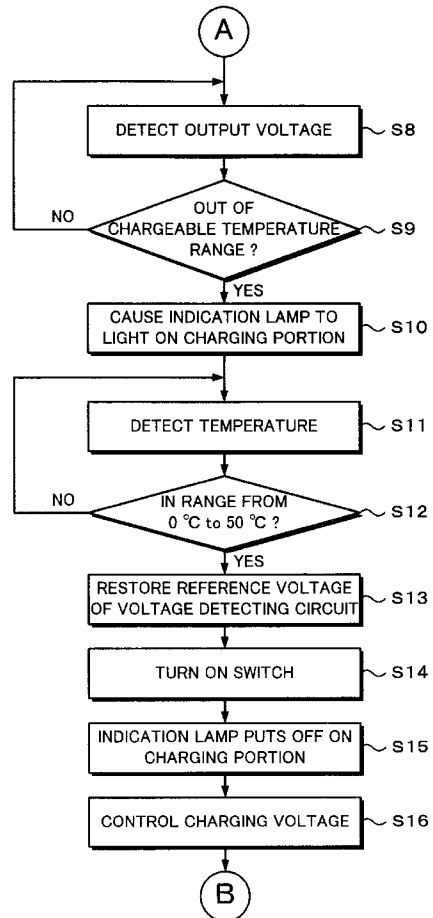 A
DETECT OUTPUT VOLTAGE
S8
OUT OF
CHARGEABLE TEMPERATURE
RANGE ?
S9
NO
YES
CAUSE INDICATION LAMP TO
LIGHT ON CHARGING PORTION
S10
DETECT TEMPERATURE
S11
IN RANGE FROM
0 °C to 50 °C ?
S12
NO
YES
RESTORE REFERENCE VOLTAGE
OF VOLTAGE DETECTING CIRCUIT
S13
TURN ON SWITCH
S14
INDICATION LAMP PUTS OFF ON
CHARGING PORTION
S15
CONTROL CHARGING VOLTAGE
S16
B